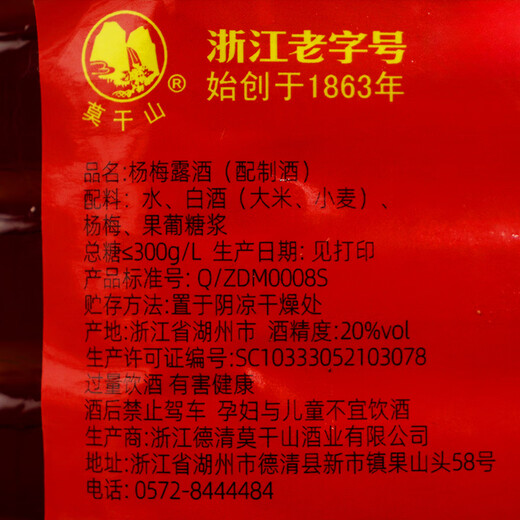 浙江老字号
始创于1863年
莫干山®
品名:杨梅露酒（配制酒）
配料：水、白酒（大米、小麦）、
杨梅、果葡糖浆
总糖≤300g/L 生产日期: 见打印
产品标准号: Q/ZDM0008S
贮存方法:置于阴凉干燥处
产地:浙江省湖州市 酒精度:20%vol
生产许可证编号:SC10333052103078
过量饮酒 有害健康
酒后禁止驾车 孕妇与儿童不宜饮酒
生产商:浙江德清莫干山酒业有限公司
地址:浙江省湖州市德清县新市镇果山头58号
电话: 0572-8444484